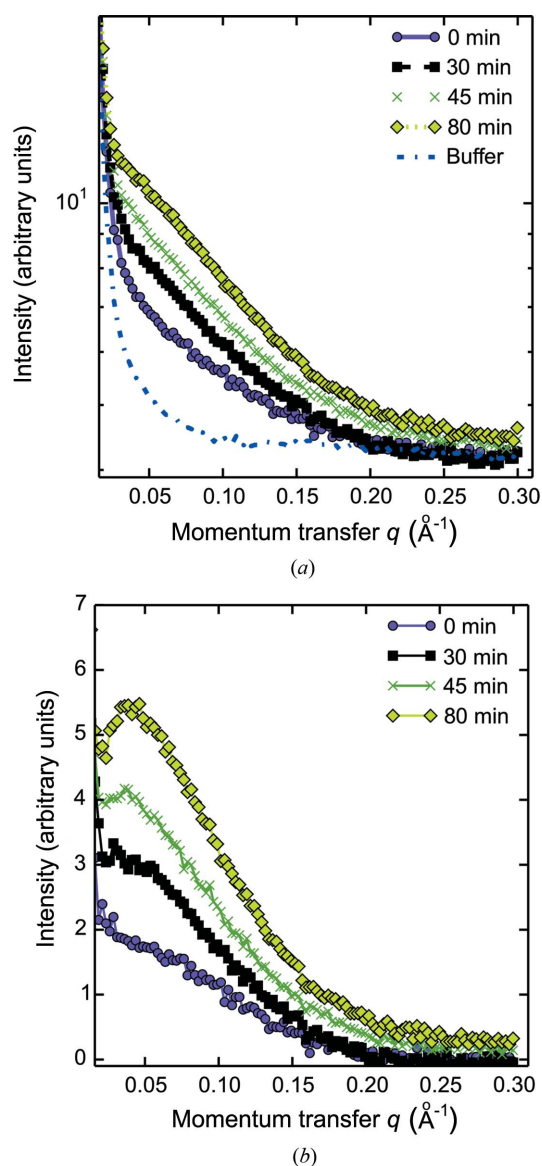 0 min
30 min
45 min
80 min
Buffer
10¹
Intensity (arbitrary units)
0.05 0.10 0.15 0.20 0.25 0.30
Momentum transfer q (Å⁻¹)
(a)
7
6
5
4
3
2
1
0
Intensity (arbitrary units)
0 min
30 min
45 min
80 min
0.05 0.10 0.15 0.20 0.25 0.30
Momentum transfer q (Å⁻¹)
(b)